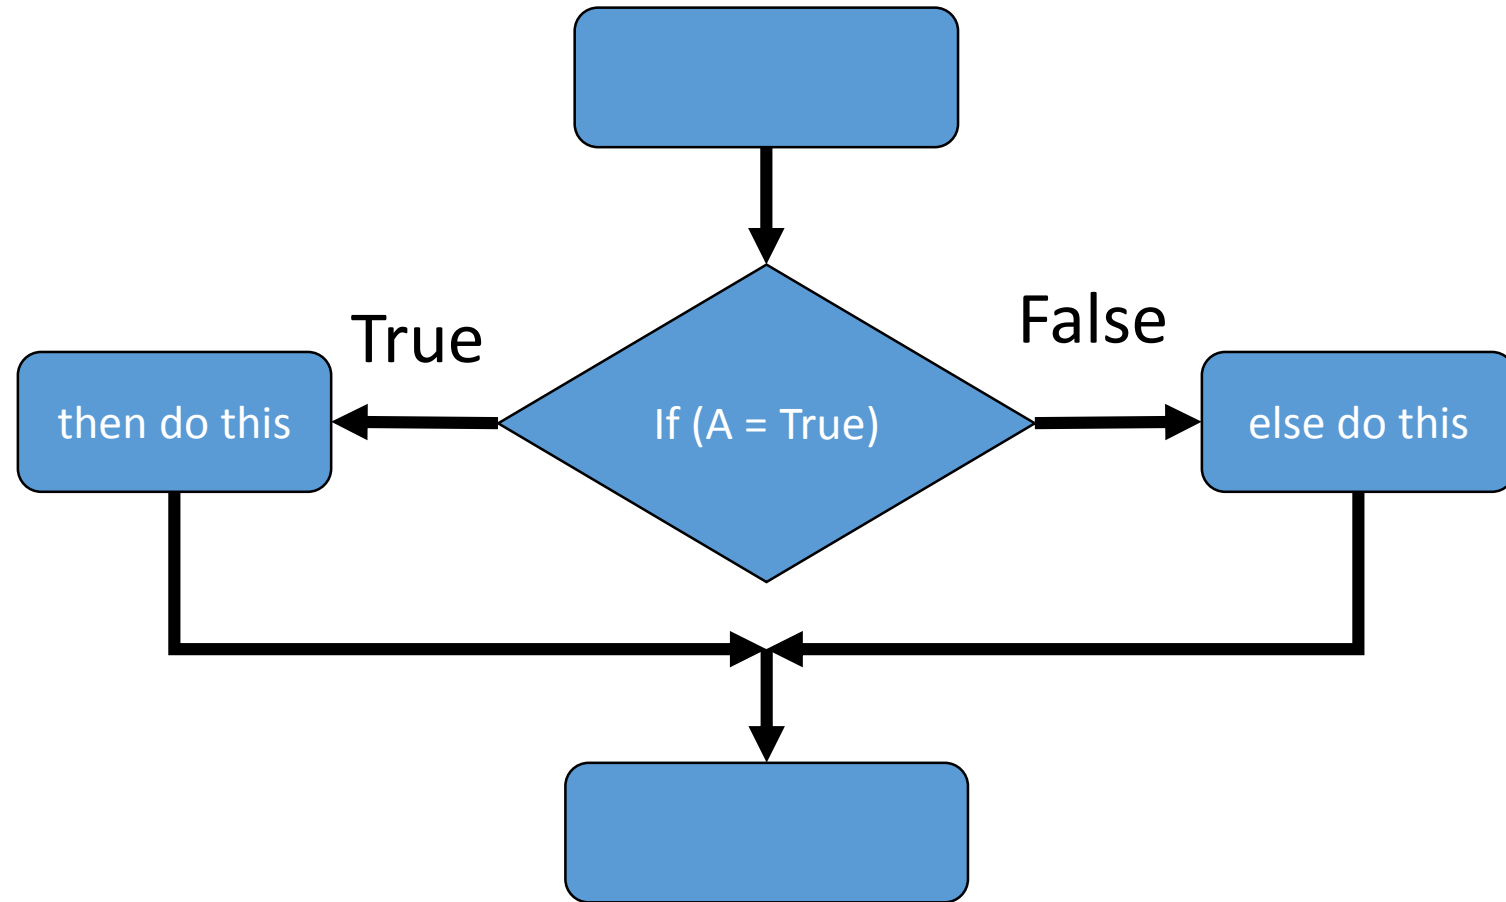 True
False
then do this
If (A = True)
else do this